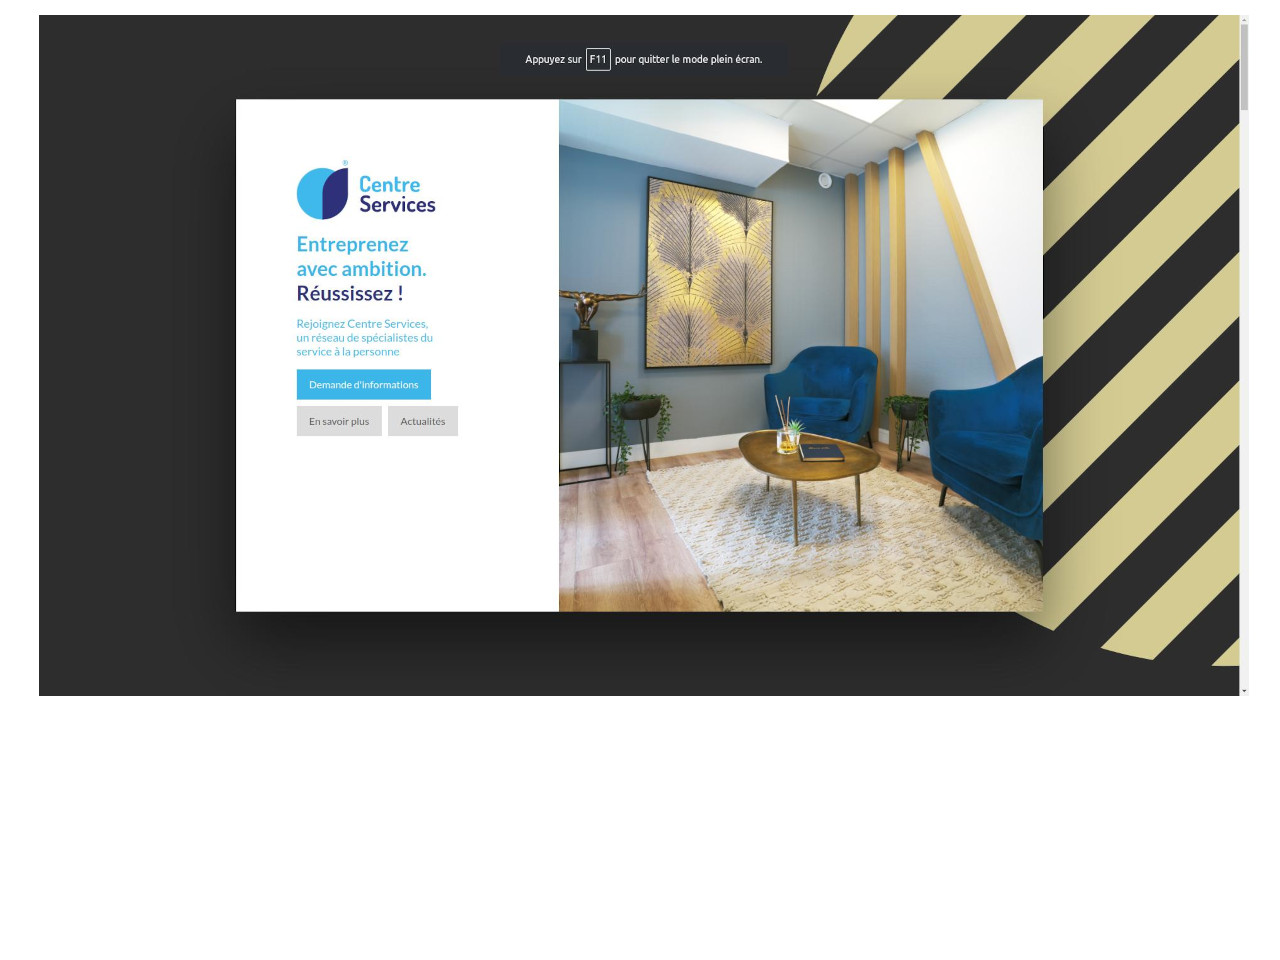 Appuyez sur F11 pour quitter le mode plein écran.
®
Centre
Services
Entreprenez
avec ambition.
Réussissez !
Rejoignez Centre Services,
un réseau de spécialistes du
service à la personne
Demande d'informations
En savoir plus Actualités